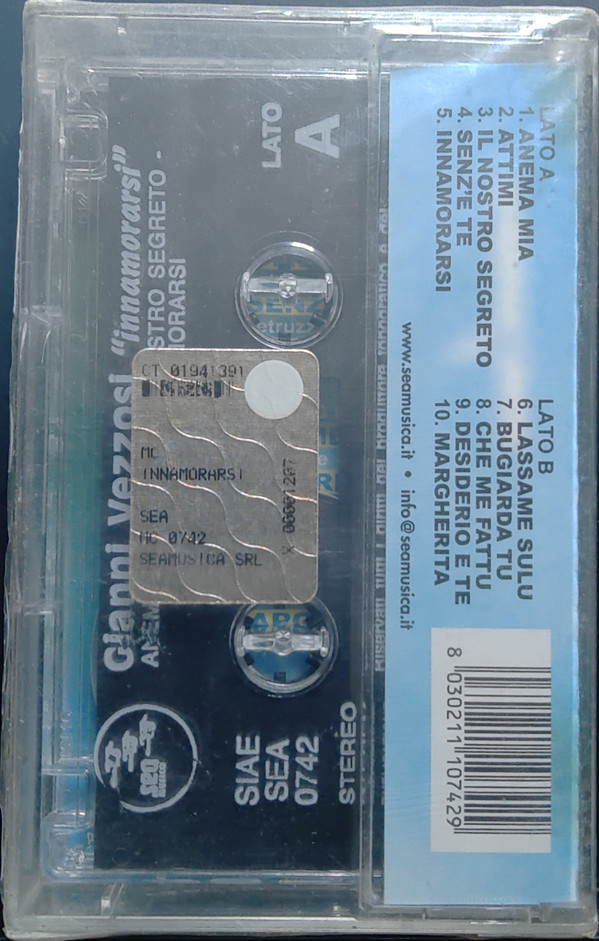 LATO A
1. ANEMA MIA
2. ATTIMI
3. IL NOSTRO SEGRETO
4. SENZ'E TE
5. INNAMORARSI
LATO B
6. LASSAME SULU
7. BUGIARDA TU
8. CHE ME FATTU
9. DESIDERIO E TE
10. MARGHERITA
www.seamusica.it • info@seamusica.it
8 030211 107429
LATO
A
Gianni Vezzosi "innamorarsi"
STRO SEGRETO -
CT 01941391
MC
INNAMORARSI
SEA
MC 0742
SEAMUSICA SRL
X 00001287
SIAE
SEA
0742
STEREO
sea